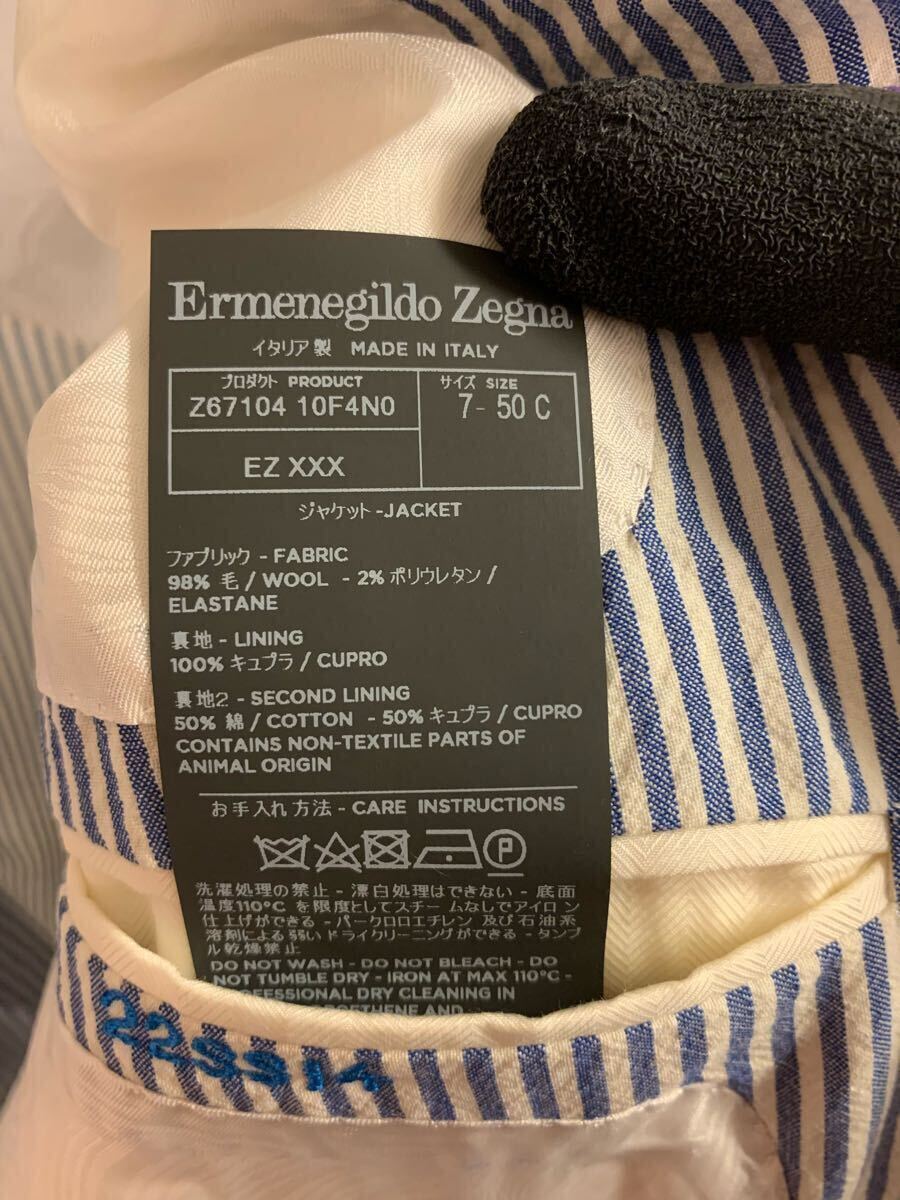 Ermenegildo Zegna
イタリア製 MADE IN ITALY
プロダクト PRODUCT
Z67104 10F4N0
サイズ SIZE
7- 50 C
EZ XXX
ジャケット -JACKET
ファブリック - FABRIC
98% 毛 / WOOL - 2% ポリウレタン /
ELASTANE
裏地 - LINING
100% キュプラ / CUPRO
裏地2 - SECOND LINING
50% 綿 / COTTON - 50% キュプラ / CUPRO
CONTAINS NON-TEXTILE PARTS OF
ANIMAL ORIGIN
お手入れ方法 - CARE INSTRUCTIONS
P
洗濯処理の禁止 - 漂白処理はできない - 底面
温度110°C を限度としてスチームなしでアイロン
仕上げができる - パークロロエチレン 及び石油系
溶剤による弱いドライクリーニングができる - タンブ
ル乾燥禁止
DO NOT WASH - DO NOT BLEACH - DO
NOT TUMBLE DRY - IRON AT MAX 110°C -
CLEANING IN
AND